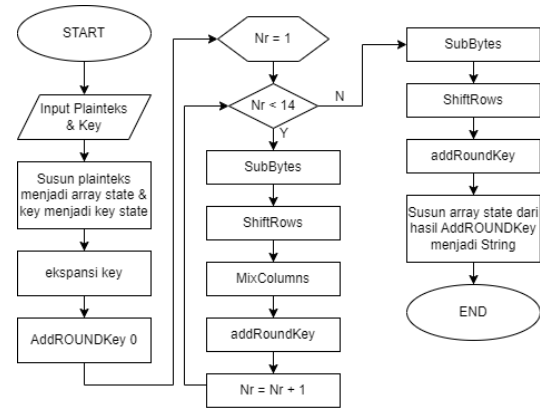 START
Input Plainteks
& Key
Susun plainteks
menjadi array state &
key menjadi key state
ekspansi key
AddROUNDKey 0
Nr = 1
Nr < 14
N
Y
SubBytes
ShiftRows
MixColumns
addRoundKey
Nr = Nr + 1
SubBytes
ShiftRows
addRoundKey
Susun array state dari
hasil AddROUNDKey
menjadi String
END